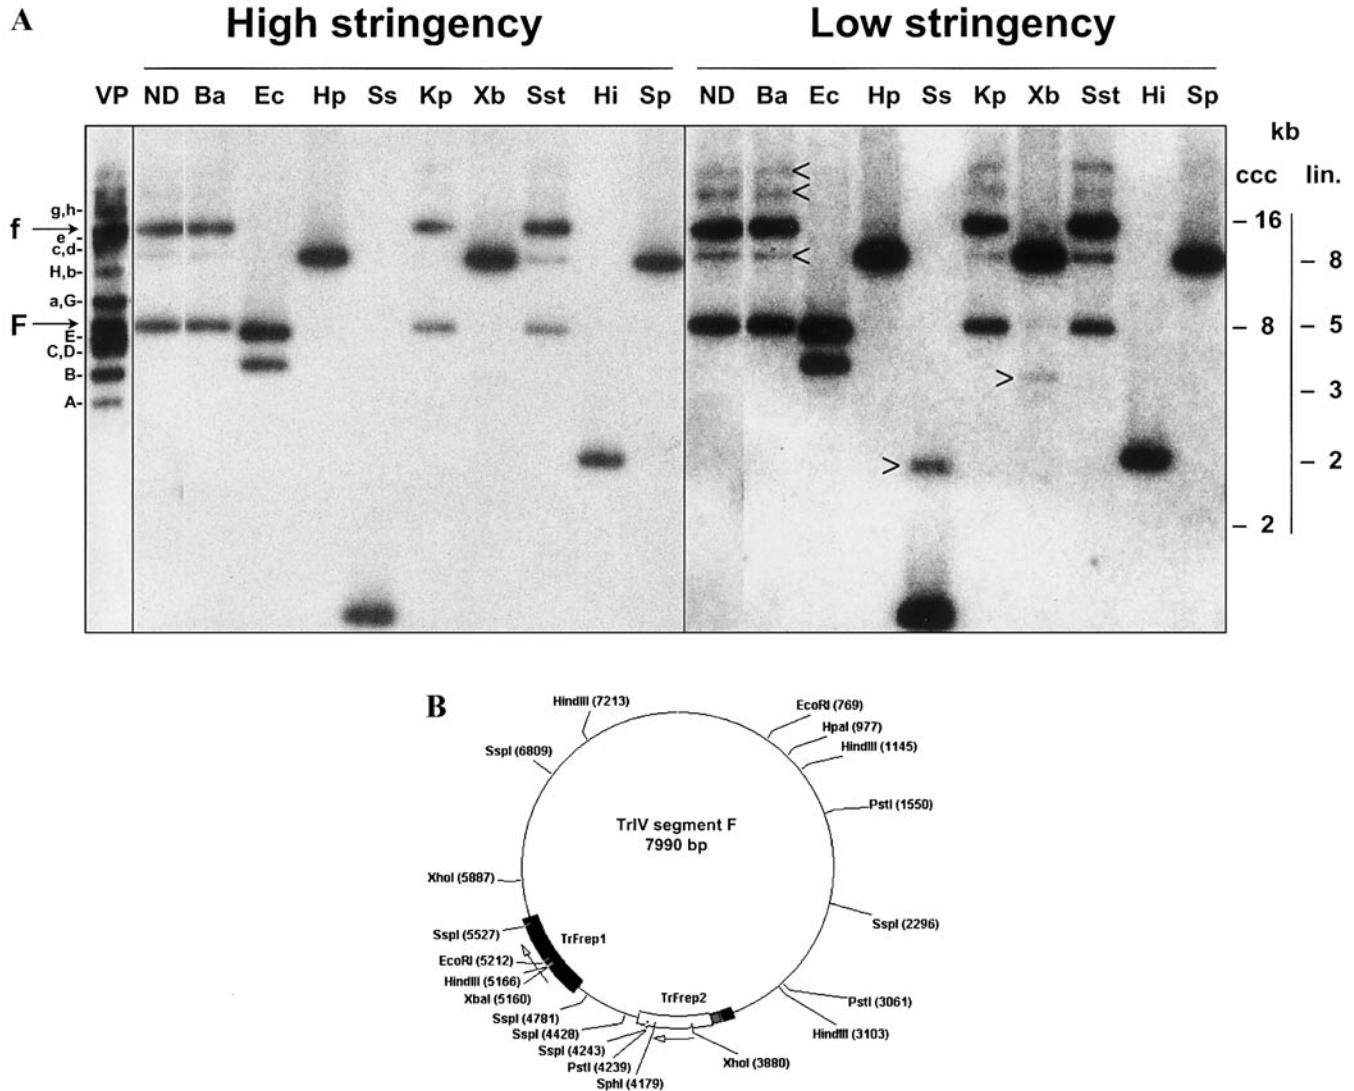 A
High stringency
Low stringency
VP ND Ba Ec Hp Ss Kp Xb Sst Hi Sp
ND Ba Ec Hp Ss Kp Xb Sst Hi Sp
kb
ccc lin.
g,h-
f
e-
c,d-
H,b-
a,G-
F
E-
C,D-
B-
A-
<
<
<
>
>
– 16
– 8
– 8
– 5
– 3
– 2
– 2
B
HindIII (7213)
EcoRI (769)
HpaI (977)
HindIII (1145)
SspI (6809)
PstI (1550)
TrIV segment F
7990 bp
XhoI (5887)
SspI (2296)
SspI (5527)
TrFrep1
EcoRI (5212)
HindIII (5166)
XbaI (5160)
SspI (4781)
TrFrep2
PstI (3061)
SspI (4428)
HindIII (3103)
SspI (4243)
PstI (4239)
XhoI (3880)
SphI (4179)